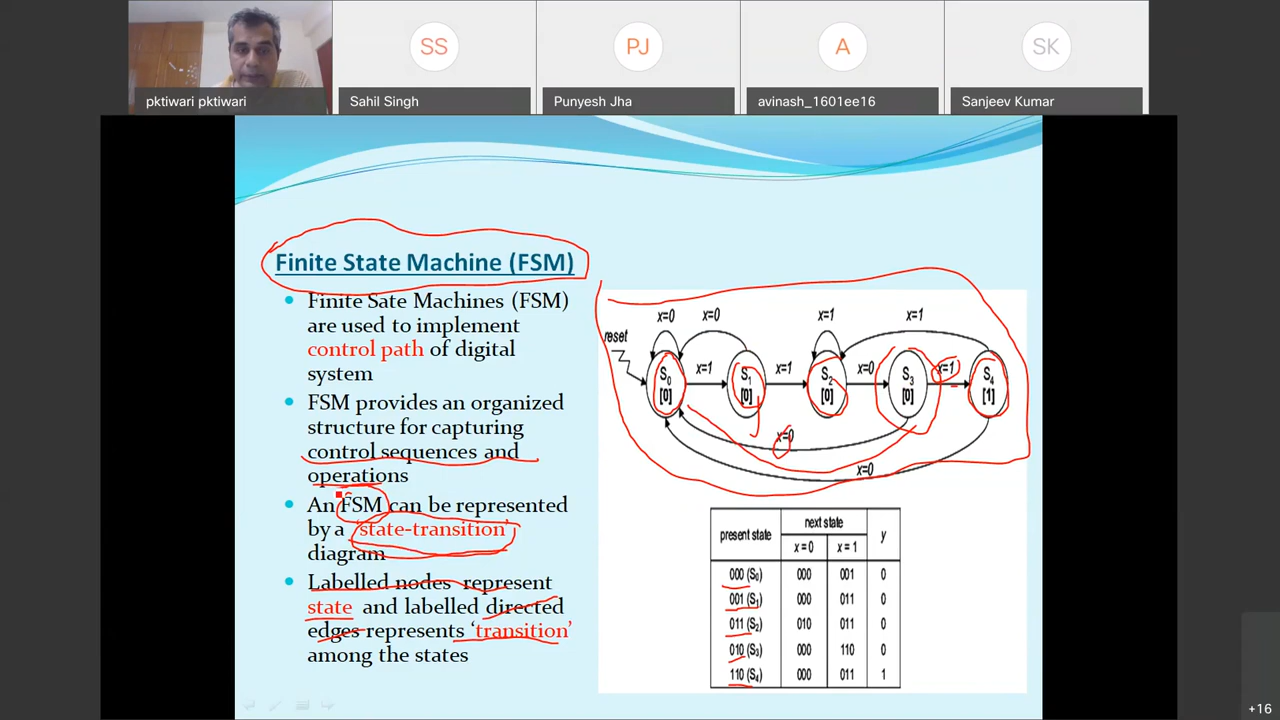 SS
PJ
A
SK
pktiwari pktiwari
Sahil Singh
Punyesh Jha
avinash_1601ee16
Sanjeev Kumar
Finite State Machine (FSM)
Finite Sate Machines (FSM)
are used to implement
control path of digital
system
FSM provides an organized
structure for capturing
control sequences and
operations
An FSM can be represented
by a 'state-transition'
diagram
Labelled nodes represent
state and labelled directed
edges represents 'transition'
among the states
x=0 x=0 x=1 x=1
reset
x=1 x=1 x=0 x=1
S0 S1 S2 S3 S4
[0] [0] [0] [0] [1]
x=0
x=0
present state next state y
x = 0 x = 1
000 (S0) 000 001 0
001 (S1) 000 011 0
011 (S2) 010 011 0
010 (S3) 000 110 0
110 (S4) 000 011 1
+16